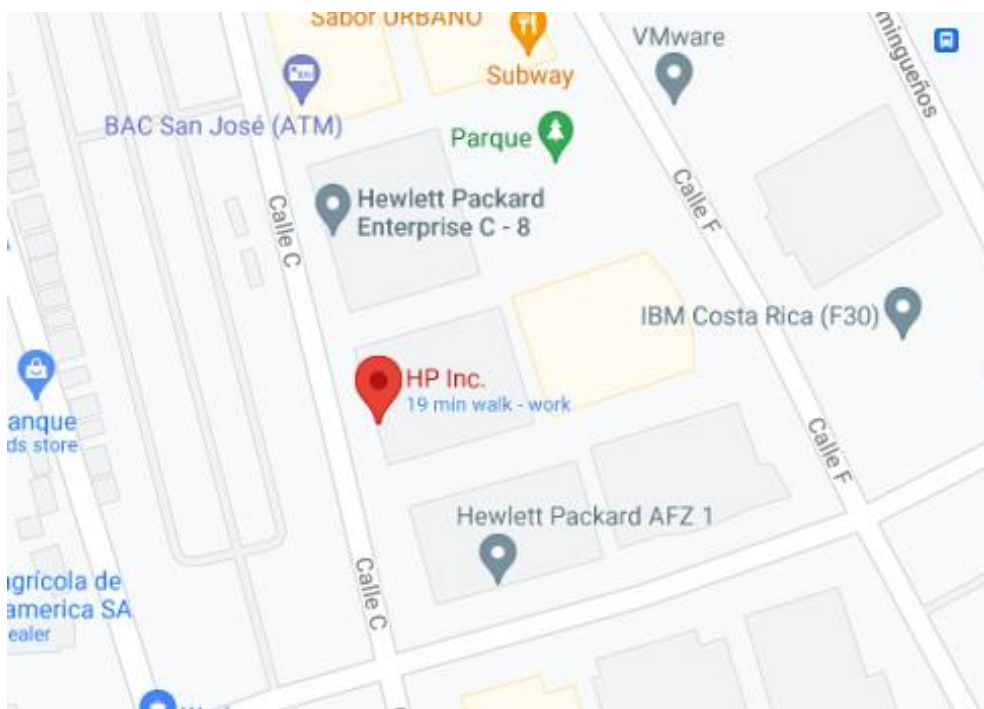 Sabor URBANO
VMware
Subway
mingueños
BAC San José (ATM)
Parque
Calle F
Hewlett Packard
Enterprise C - 8
Calle C
IBM Costa Rica (F30)
HP Inc.
19 min walk - work
anque
ds store
Calle F
Hewlett Packard AFZ 1
agrícola de
america SA
ealer
Calle C